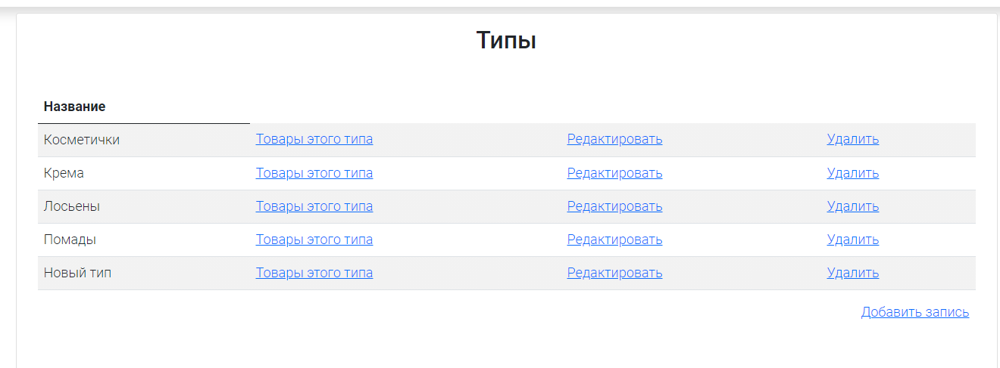 Типы
Название
Косметички Товары этого типа Редактировать Удалить
Крема Товары этого типа Редактировать Удалить
Лосьены Товары этого типа Редактировать Удалить
Помады Товары этого типа Редактировать Удалить
Новый тип Товары этого типа Редактировать Удалить
Добавить запись